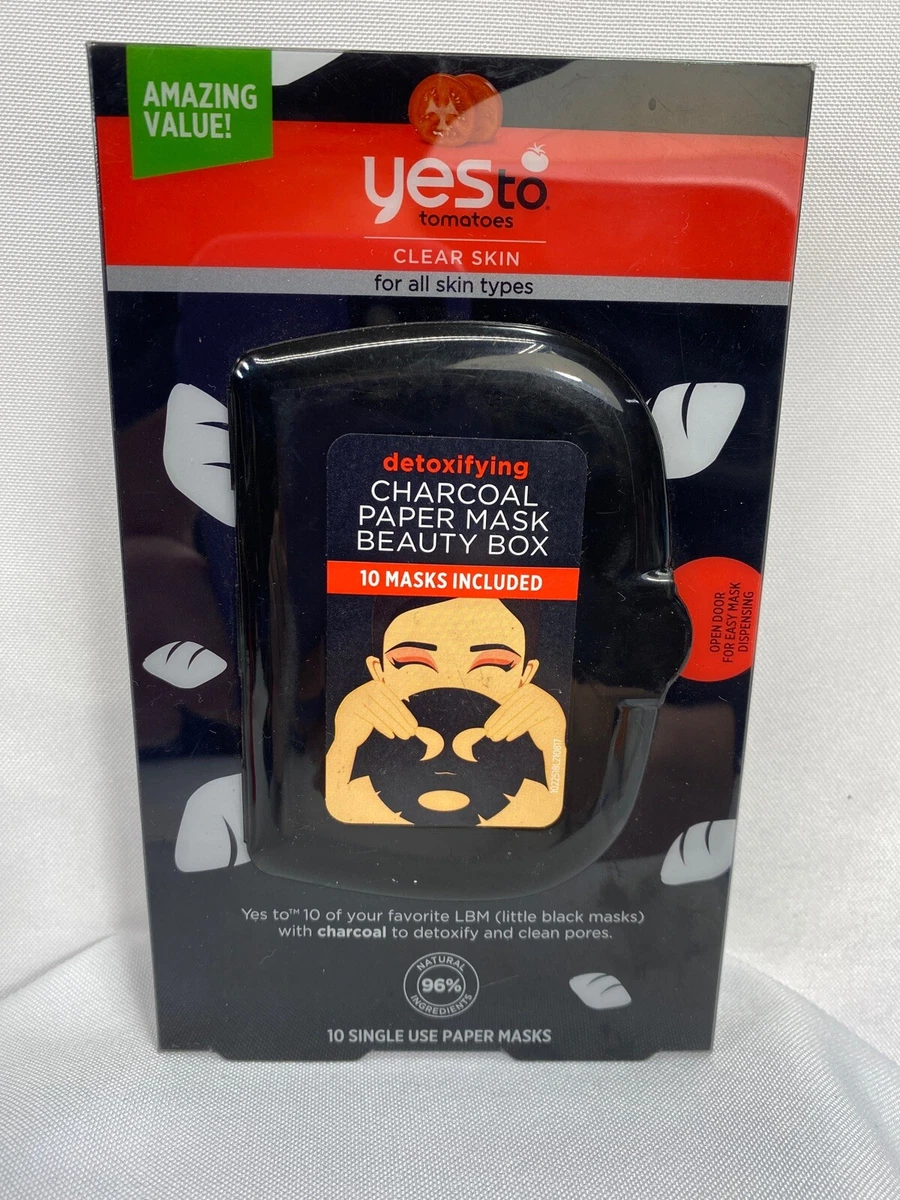 AMAZING
VALUE!
yes to
tomatoes
CLEAR SKIN
for all skin types
detoxifying
CHARCOAL
PAPER MASK
BEAUTY BOX
10 MASKS INCLUDED
OPEN DOOR
FOR EASY MASK
DISPENSING
Yes to™ 10 of your favorite LBM (little black masks)
with charcoal to detoxify and clean pores.
NATURAL
96%
INGREDIENTS
10 SINGLE USE PAPER MASKS